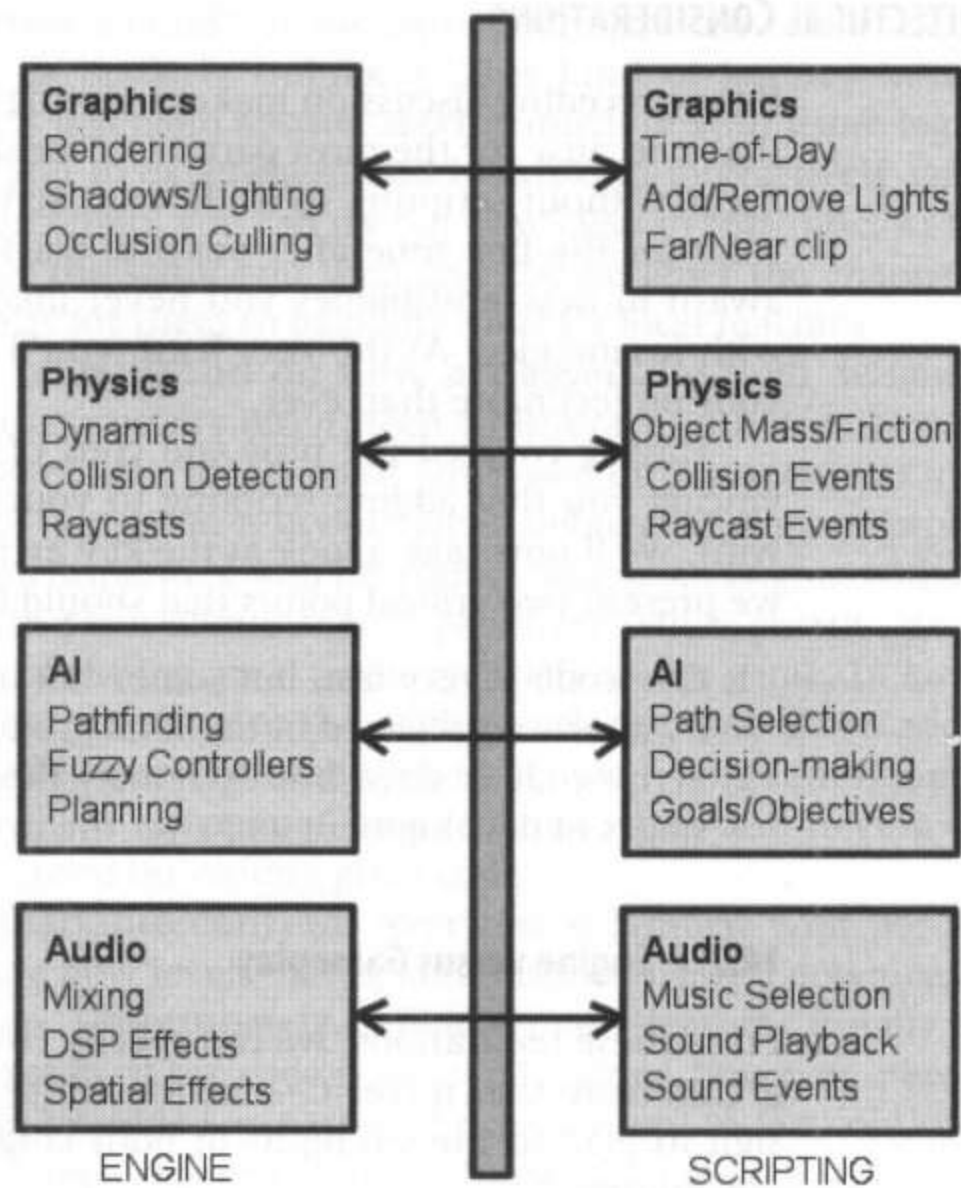 Graphics
Rendering
Shadows/Lighting
Occlusion Culling
Graphics
Time-of-Day
Add/Remove Lights
Far/Near clip
Physics
Dynamics
Collision Detection
Raycasts
Physics
Object Mass/Friction
Collision Events
Raycast Events
AI
Pathfinding
Fuzzy Controllers
Planning
AI
Path Selection
Decision-making
Goals/Objectives
Audio
Mixing
DSP Effects
Spatial Effects
Audio
Music Selection
Sound Playback
Sound Events
ENGINE
SCRIPTING